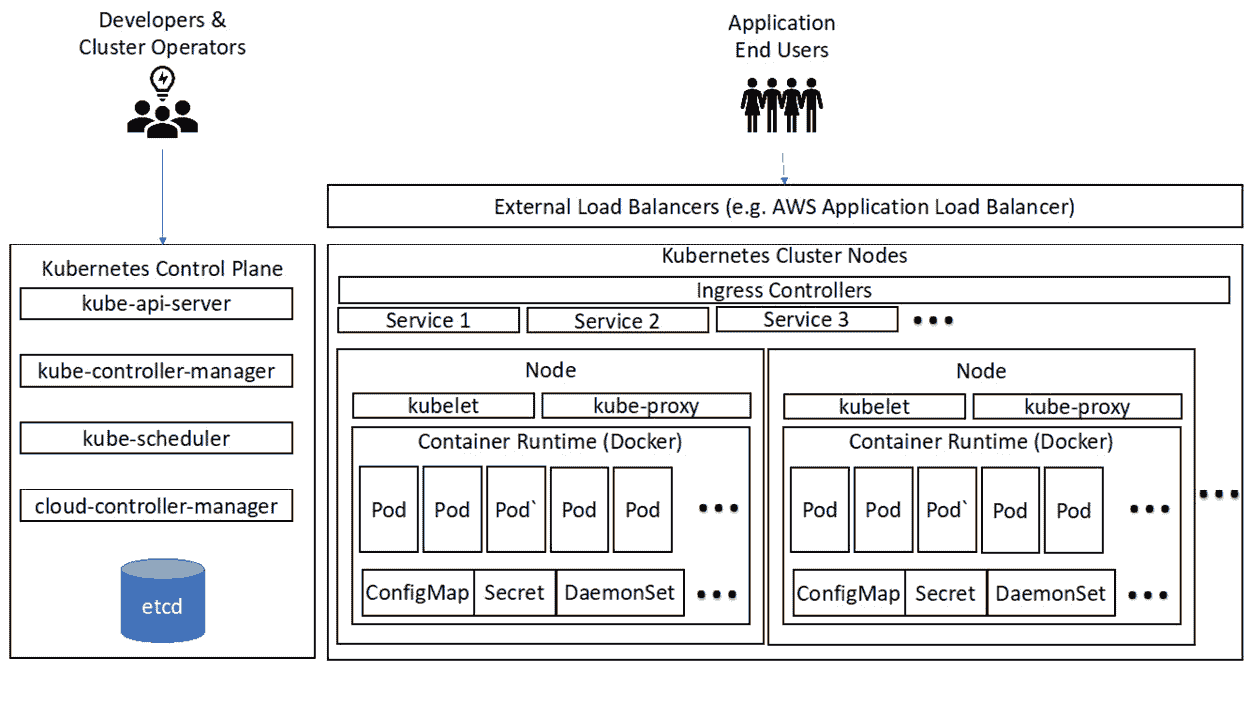 Developers &
Cluster Operators
Application
End Users
External Load Balancers (e.g. AWS Application Load Balancer)
Kubernetes Control Plane
kube-api-server
kube-controller-manager
kube-scheduler
cloud-controller-manager
etcd
Kubernetes Cluster Nodes
Ingress Controllers
Service 1
Service 2
Service 3
•••
Node
kubelet
kube-proxy
Container Runtime (Docker)
Pod
Pod
Pod`
Pod
Pod
•••
ConfigMap
Secret
DaemonSet
•••
Node
kubelet
kube-proxy
Container Runtime (Docker)
Pod
Pod
Pod`
Pod
Pod
•••
ConfigMap
Secret
DaemonSet
•••
•••